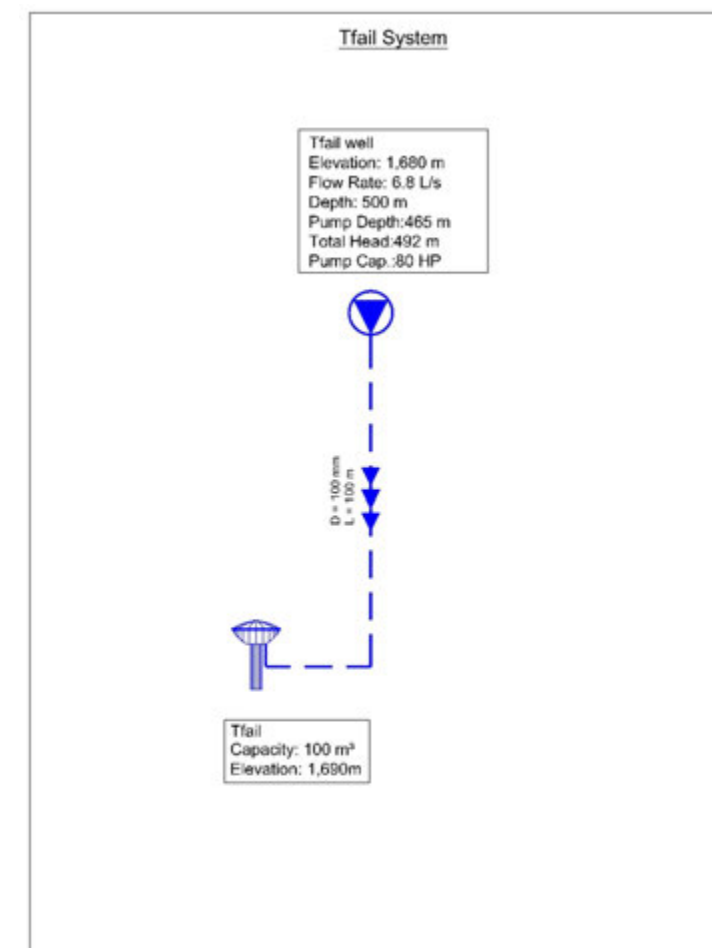 Tfail System
Tfail well
Elevation: 1,680 m
Flow Rate: 6.8 L/s
Depth: 500 m
Pump Depth:465 m
Total Head:492 m
Pump Cap.:80 HP
D = 100 mm
L = 100 m
Tfail
Capacity: 100 m³
Elevation: 1,690m